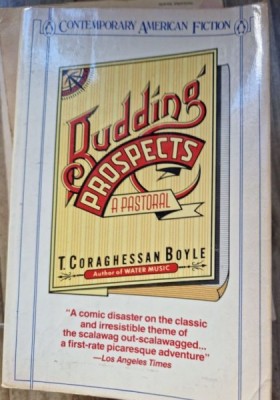 CONTEMPORARY AMERICAN FICTION
Budding
PROSPECTS
A PASTORAL
T. CORAGHESSAN BOYLE
Author of WATER MUSIC
"A comic disaster on the classic
and irresistible theme of
the scalawag out-scalawagged...
a first-rate picaresque adventure"
—Los Angeles Times